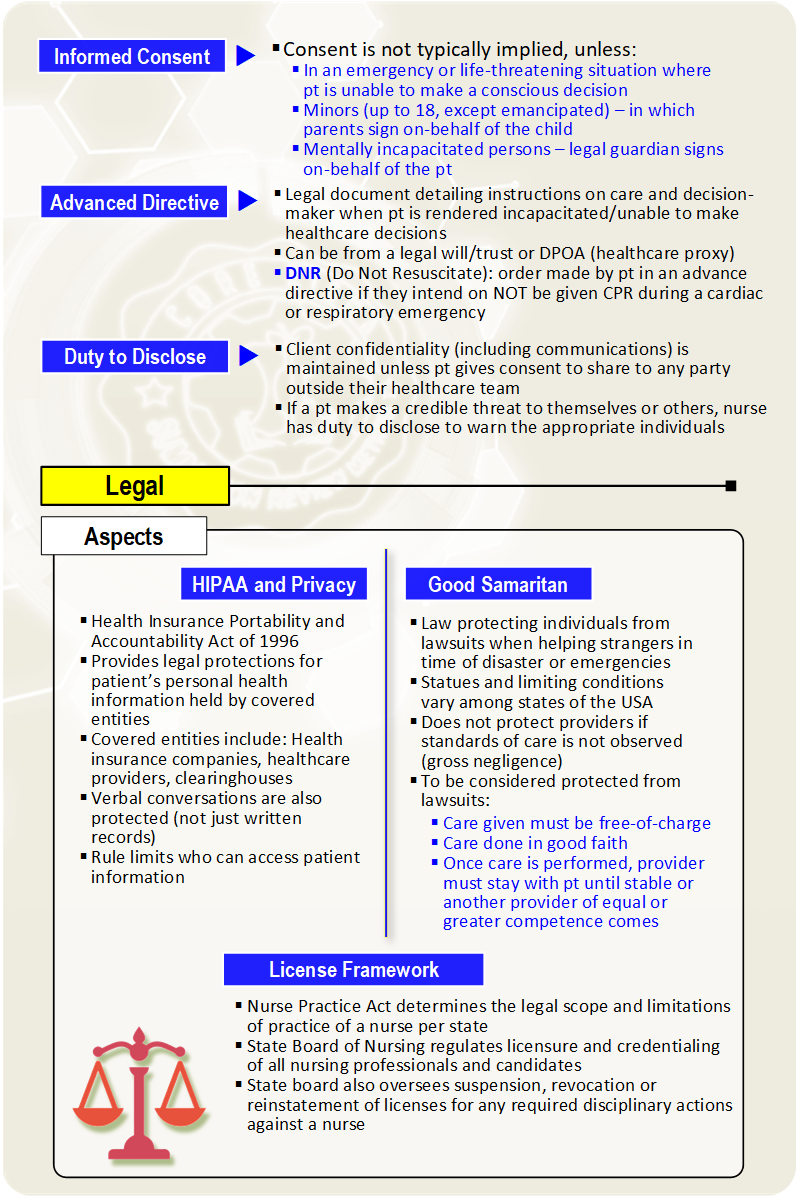 Informed Consent
▪ Consent is not typically implied, unless:
▪ In an emergency or life-threatening situation where
pt is unable to make a conscious decision
▪ Minors (up to 18, except emancipated) – in which
parents sign on-behalf of the child
▪ Mentally incapacitated persons – legal guardian signs
on-behalf of the pt
Advanced Directive
▪ Legal document detailing instructions on care and decision-
maker when pt is rendered incapacitated/unable to make
healthcare decisions
▪ Can be from a legal will/trust or DPOA (healthcare proxy)
▪ DNR (Do Not Resuscitate): order made by pt in an advance
directive if they intend on NOT be given CPR during a cardiac
or respiratory emergency
Duty to Disclose
▪ Client confidentiality (including communications) is
maintained unless pt gives consent to share to any party
outside their healthcare team
▪ If a pt makes a credible threat to themselves or others, nurse
has duty to disclose to warn the appropriate individuals
Legal
Aspects
HIPAA and Privacy
▪ Health Insurance Portability and
Accountability Act of 1996
▪ Provides legal protections for
patient's personal health
information held by covered
entities
▪ Covered entities include: Health
insurance companies, healthcare
providers, clearinghouses
▪ Verbal conversations are also
protected (not just written
records)
▪ Rule limits who can access patient
information
Good Samaritan
▪ Law protecting individuals from
lawsuits when helping strangers in
time of disaster or emergencies
▪ Statues and limiting conditions
vary among states of the USA
▪ Does not protect providers if
standards of care is not observed
(gross negligence)
▪ To be considered protected from
lawsuits:
▪ Care given must be free-of-charge
▪ Care done in good faith
▪ Once care is performed, provider
must stay with pt until stable or
another provider of equal or
greater competence comes
License Framework
▪ Nurse Practice Act determines the legal scope and limitations
of practice of a nurse per state
▪ State Board of Nursing regulates licensure and credentialing
of all nursing professionals and candidates
▪ State board also oversees suspension, revocation or
reinstatement of licenses for any required disciplinary actions
against a nurse